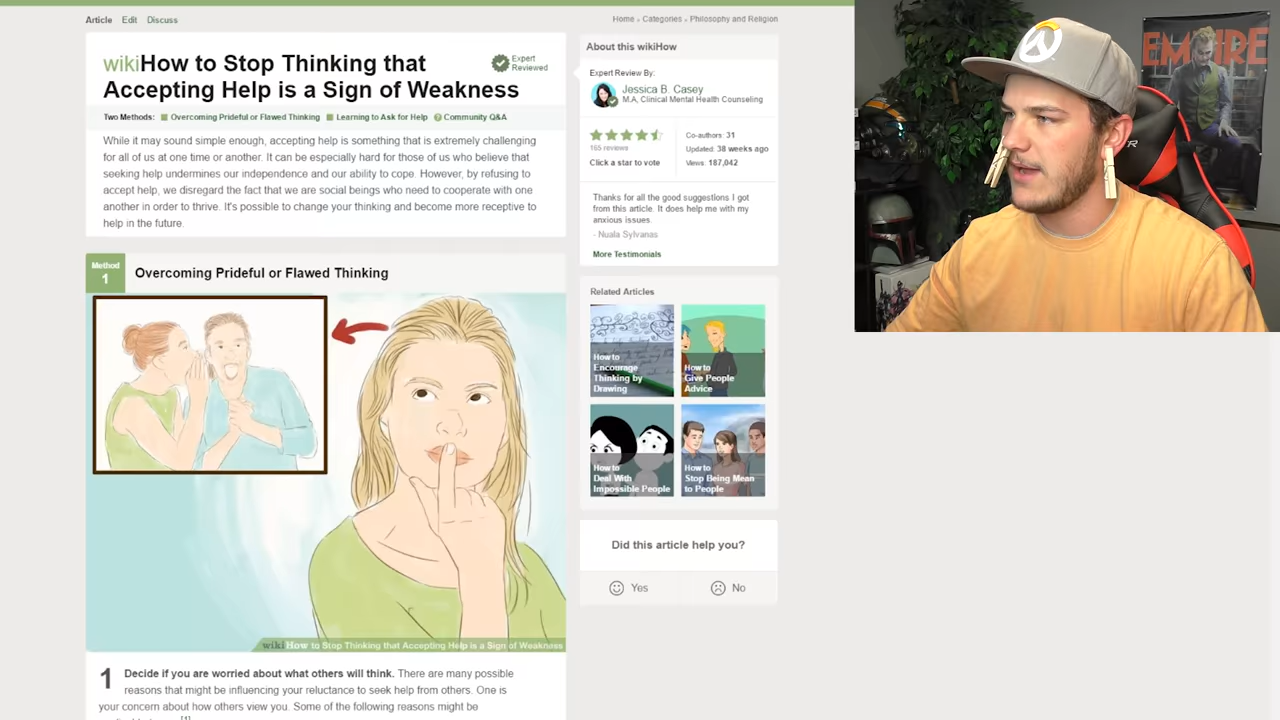 Article Edit Discuss
Home » Categories » Philosophy and Religion
wikiHow to Stop Thinking that
Accepting Help is a Sign of Weakness
Expert
Reviewed
Two Methods: Overcoming Prideful or Flawed Thinking Learning to Ask for Help Community Q&A
While it may sound simple enough, accepting help is something that is extremely challenging
for all of us at one time or another. It can be especially hard for those of us who believe that
seeking help undermines our independence and our ability to cope. However, by refusing to
accept help, we disregard the fact that we are social beings who need to cooperate with one
another in order to thrive. It's possible to change your thinking and become more receptive to
help in the future.
Method
1
Overcoming Prideful or Flawed Thinking
wikiHow to Stop Thinking that Accepting Help is a Sign of Weakness
1 Decide if you are worried about what others will think. There are many possible
reasons that might be influencing your reluctance to seek help from others. One is
your concern about how others view you. Some of the following reasons might be
[1]
About this wikiHow
Expert Review By:
Jessica B. Casey
M.A, Clinical Mental Health Counseling
165 reviews
Click a star to vote
Co-authors: 31
Updated: 38 weeks ago
Views: 187,042
Thanks for all the good suggestions I got
from this article. It does help me with my
anxious issues.
- Nuala Sylvanas
More Testimonials
Related Articles
How to
Encourage
Thinking by
Drawing
How to
Give People
Advice
How to
Deal With
Impossible People
How to
Stop Being Mean
to People
Did this article help you?
Yes No
EMPIRE